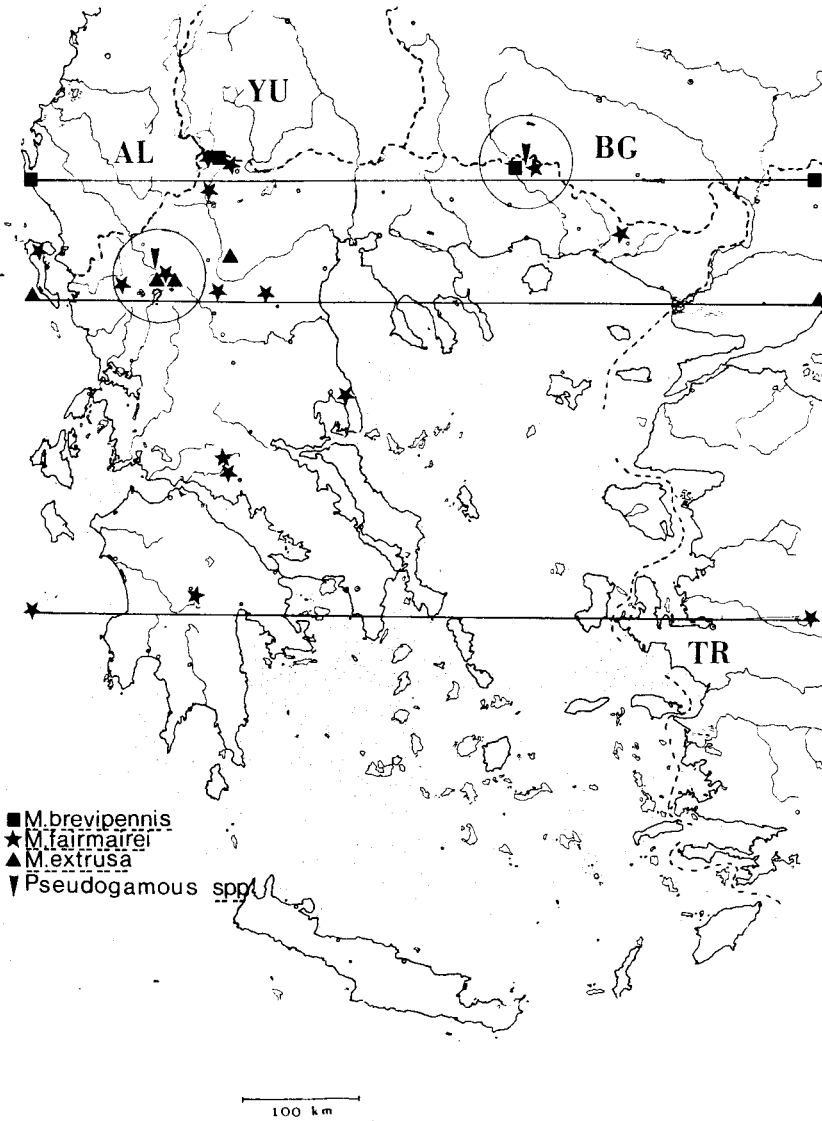 YU
AL
BG
TR
M.brevipennis
M.fairmairei
M.extrusa
Pseudogamous spp
100 km